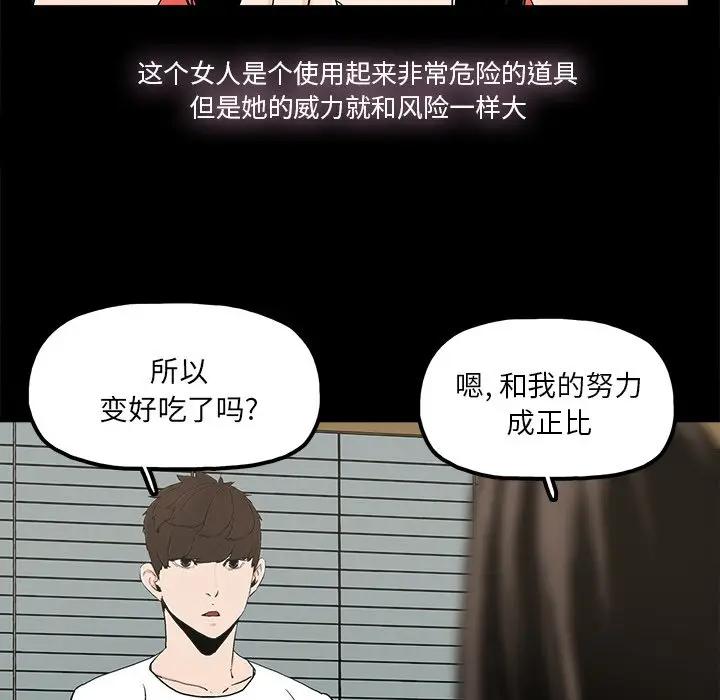 这个女人是个使用起来非常危险的道具
但是她的威力就和风险一样大
所以
变好吃了吗?
嗯,和我的努力
成正比